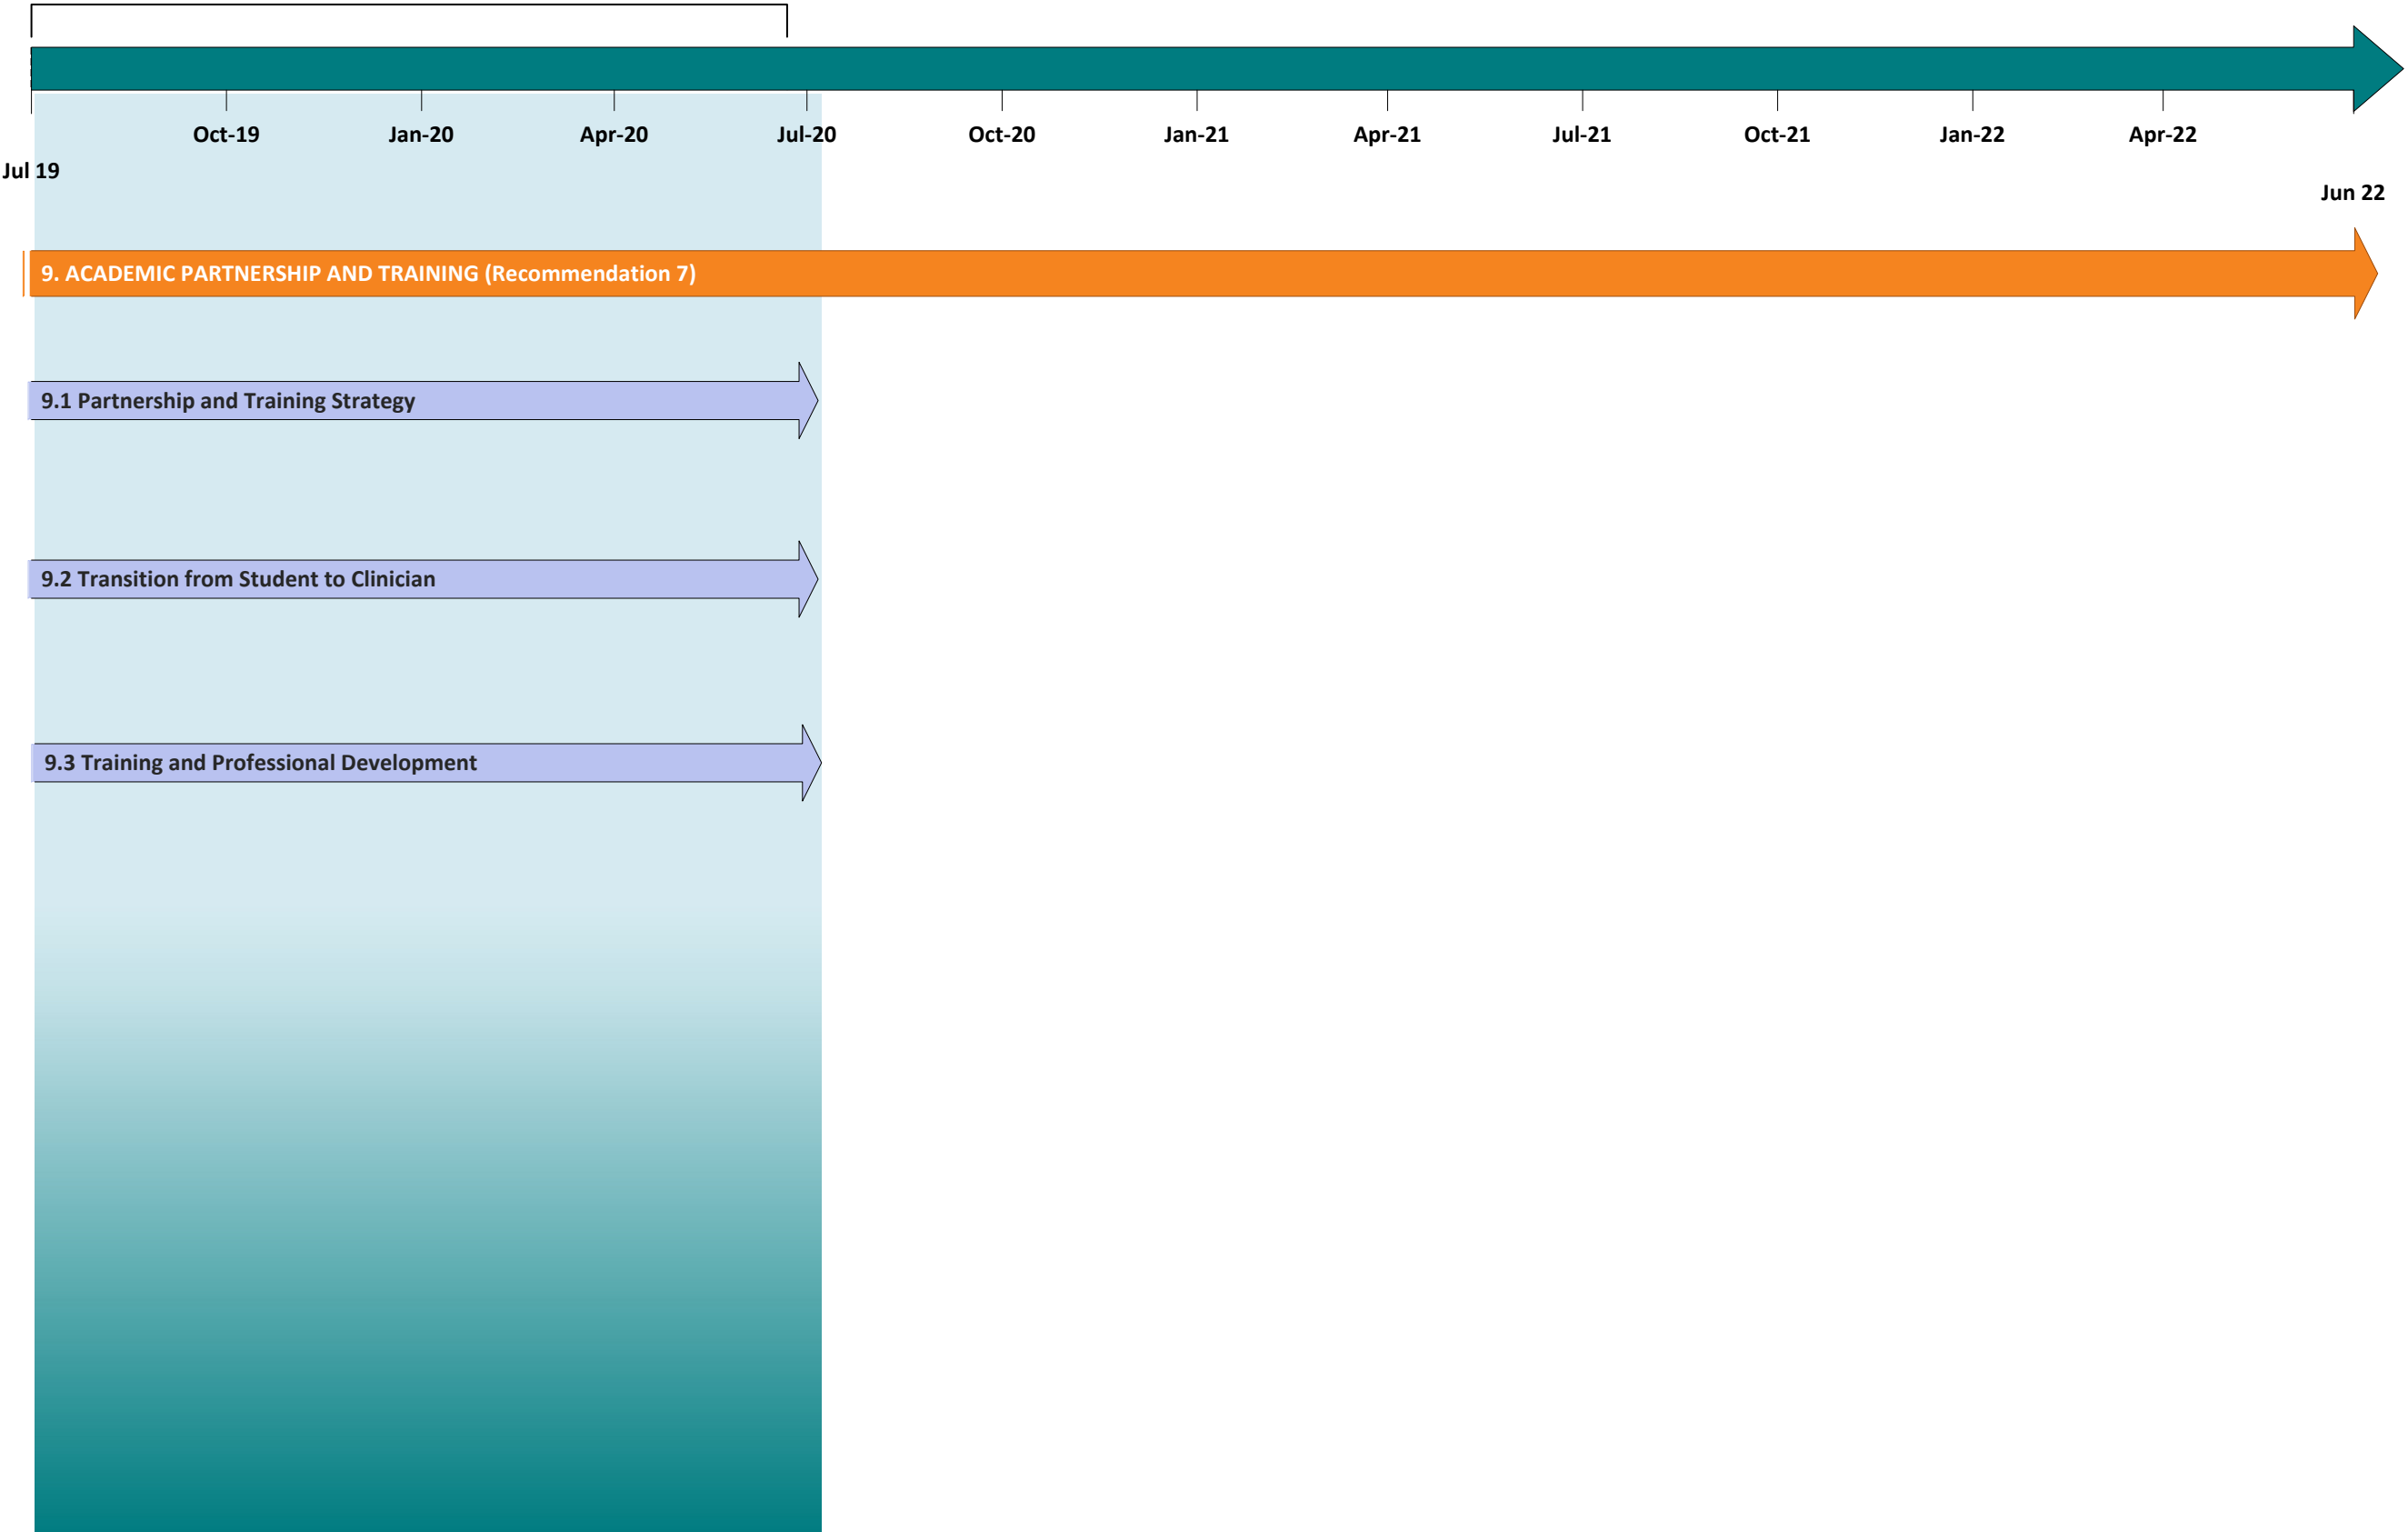 Oct-19 Jan-20 Apr-20 Jul-20 Oct-20 Jan-21 Apr-21 Jul-21 Oct-21 Jan-22 Apr-22
Jul 19
Jun 22
9. ACADEMIC PARTNERSHIP AND TRAINING (Recommendation 7)
9.1 Partnership and Training Strategy
9.2 Transition from Student to Clinician
9.3 Training and Professional Development